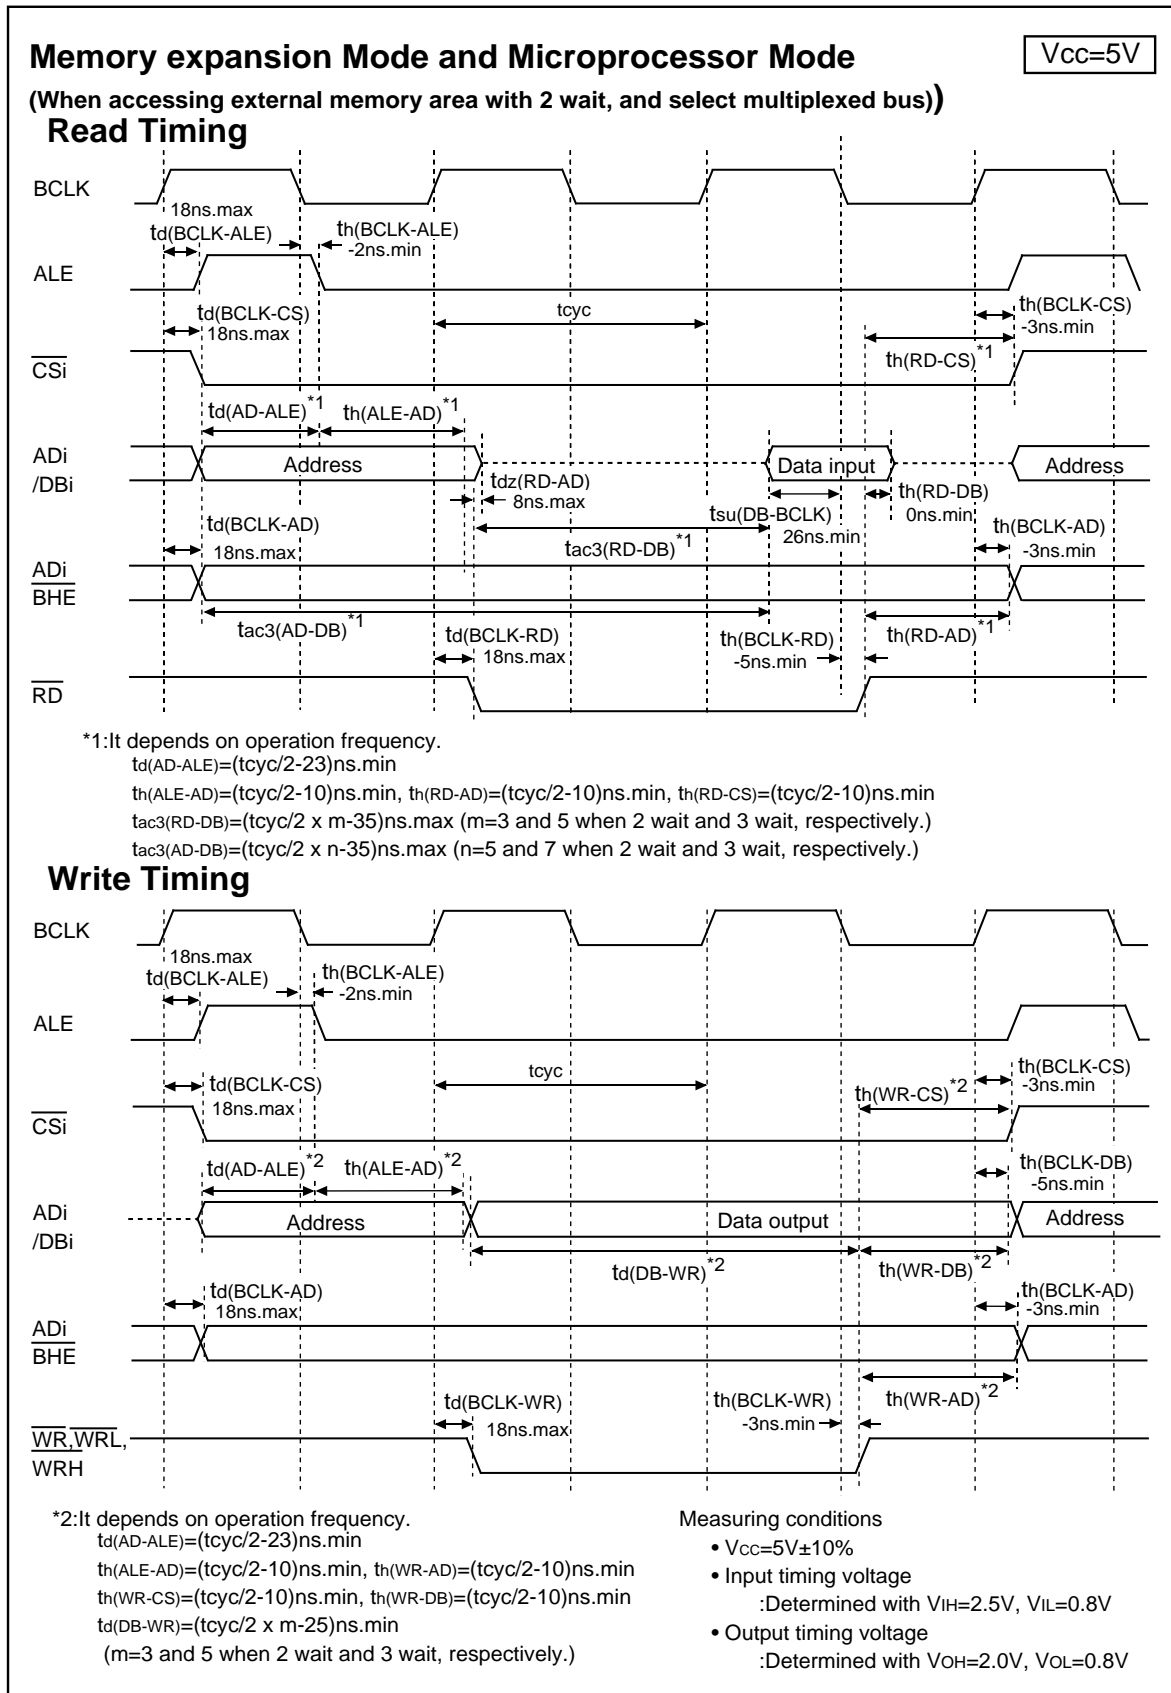 Memory expansion Mode and Microprocessor Mode
Vcc=5V
(When accessing external memory area with 2 wait, and select multiplexed bus))
Read Timing
BCLK
18ns.max
td(BCLK-ALE)
th(BCLK-ALE)
-2ns.min
ALE
td(BCLK-CS)
18ns.max
tcyc
th(BCLK-CS)
-3ns.min
th(RD-CS)*1
CSi
td(AD-ALE)*1
th(ALE-AD)*1
ADi
/DBi
Address
Data input
Address
tdz(RD-AD)
8ns.max
th(RD-DB)
0ns.min
tsu(DB-BCLK)
26ns.min
td(BCLK-AD)
18ns.max
tac3(RD-DB)*1
th(BCLK-AD)
-3ns.min
ADi
BHE
tac3(AD-DB)*1
td(BCLK-RD)
18ns.max
th(BCLK-RD)
-5ns.min
th(RD-AD)*1
RD
*1:It depends on operation frequency.
td(AD-ALE)=(tcyc/2-23)ns.min
th(ALE-AD)=(tcyc/2-10)ns.min, th(RD-AD)=(tcyc/2-10)ns.min, th(RD-CS)=(tcyc/2-10)ns.min
tac3(RD-DB)=(tcyc/2 x m-35)ns.max (m=3 and 5 when 2 wait and 3 wait, respectively.)
tac3(AD-DB)=(tcyc/2 x n-35)ns.max (n=5 and 7 when 2 wait and 3 wait, respectively.)
Write Timing
BCLK
18ns.max
td(BCLK-ALE)
th(BCLK-ALE)
-2ns.min
ALE
td(BCLK-CS)
18ns.max
tcyc
th(BCLK-CS)
-3ns.min
th(WR-CS)*2
CSi
td(AD-ALE)*2
th(ALE-AD)*2
th(BCLK-DB)
-5ns.min
ADi
/DBi
Address
Data output
Address
td(DB-WR)*2
th(WR-DB)*2
td(BCLK-AD)
18ns.max
th(BCLK-AD)
-3ns.min
ADi
BHE
td(BCLK-WR)
18ns.max
th(BCLK-WR)
-3ns.min
th(WR-AD)*2
WR,WRL,
WRH
*2:It depends on operation frequency.
td(AD-ALE)=(tcyc/2-23)ns.min
th(ALE-AD)=(tcyc/2-10)ns.min, th(WR-AD)=(tcyc/2-10)ns.min
th(WR-CS)=(tcyc/2-10)ns.min, th(WR-DB)=(tcyc/2-10)ns.min
td(DB-WR)=(tcyc/2 x m-25)ns.min
(m=3 and 5 when 2 wait and 3 wait, respectively.)
Measuring conditions
• VCC=5V±10%
• Input timing voltage
:Determined with VIH=2.5V, VIL=0.8V
• Output timing voltage
:Determined with VOH=2.0V, VOL=0.8V